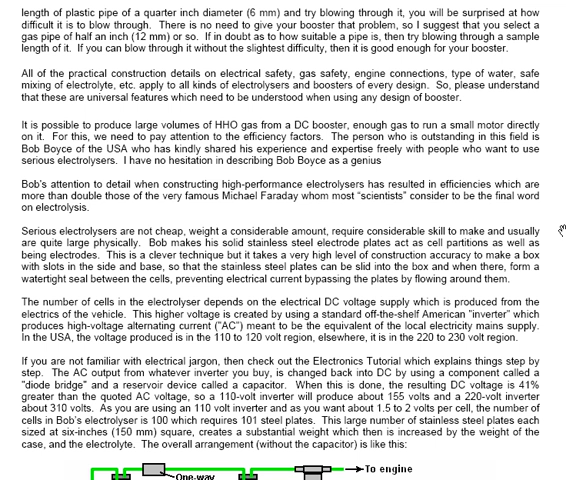 length of plastic pipe of a quarter inch diameter (6 mm) and try blowing through it, you will be surprised at how
difficult it is to blow through.  There is no need to give your booster that problem, so I suggest that you select a
gas pipe of half an inch (12 mm) or so.  If in doubt as to how suitable a pipe is, then try blowing through a sample
length of it.  If you can blow through it without the slightest difficulty, then it is good enough for your booster.
All of the practical construction details on electrical safety, gas safety, engine connections, type of water, safe
mixing of electrolyte, etc. apply to all kinds of electrolysers and boosters of every design.  So, please understand
that these are universal features which need to be understood when using any design of booster.
It is possible to produce large volumes of HHO gas from a DC booster, enough gas to run a small motor directly
on it.  For this, we need to pay attention to the efficiency factors.  The person who is outstanding in this field is
Bob Boyce of the USA who has kindly shared his experience and expertise freely with people who want to use
serious electrolysers.  I have no hesitation in describing Bob Boyce as a genius
Bob's attention to detail when constructing high-performance electrolysers has resulted in efficiencies which are
more than double those of the very famous Michael Faraday whom most "scientists" consider to be the final word
on electrolysis.
Serious electrolysers are not cheap, weight a considerable amount, require considerable skill to make and usually
are quite large physically.  Bob makes his solid stainless steel electrode plates act as cell partitions as well as
being electrodes.  This is a clever technique but it takes a very high level of construction accuracy to make a box
with slots in the side and base, so that the stainless steel plates can be slid into the box and when there, form a
watertight seal between the cells, preventing electrical current bypassing the plates by flowing around them.
The number of cells in the electrolyser depends on the electrical DC voltage supply which is produced from the
electrics of the vehicle.  This higher voltage is created by using a standard off-the-shelf American "inverter" which
produces high-voltage alternating current ("AC") meant to be the equivalent of the local electricity mains supply.
In the USA, the voltage produced is in the 110 to 120 volt region, elsewhere, it is in the 220 to 230 volt region.
If you are not familiar with electrical jargon, then check out the Electronics Tutorial which explains things step by
step.  The AC output from whatever inverter you buy, is changed back into DC by using a component called a
"diode bridge" and a reservoir device called a capacitor.  When this is done, the resulting DC voltage is 41%
greater than the quoted AC voltage, so a 110-volt inverter will produce about 155 volts and a 220-volt inverter
about 310 volts.  As you are using an 110 volt inverter and as you want about 1.5 to 2 volts per cell, the number of
cells in Bob's electrolyser is 100 which requires 101 steel plates.  This large number of stainless steel plates each
sized at six-inches (150 mm) square, creates a substantial weight which then is increased by the weight of the
case, and the electrolyte.  The overall arrangement (without the capacitor) is like this:
To engine
One-way